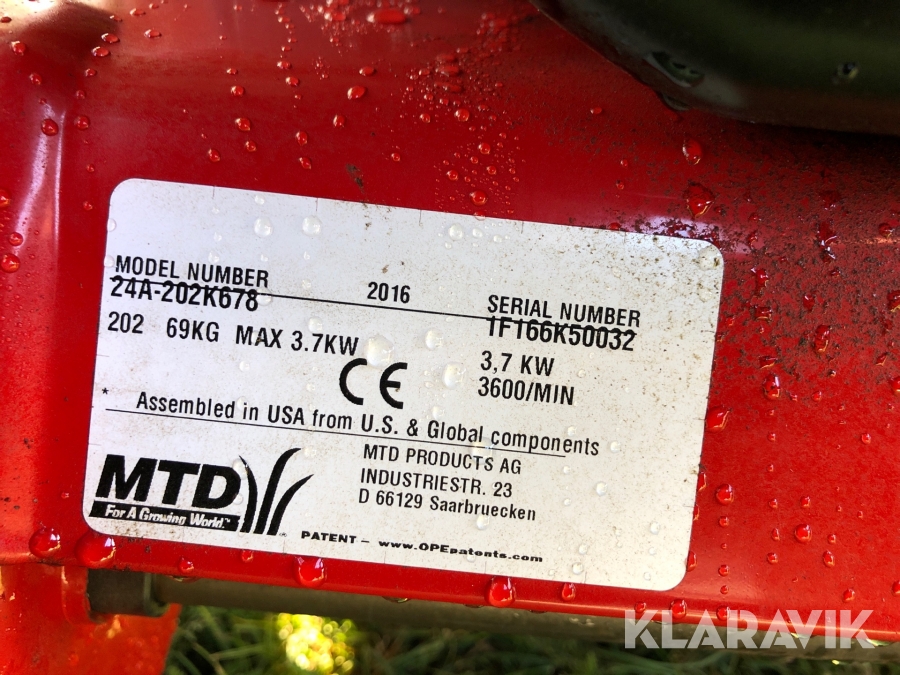 MODEL NUMBER 2016 SERIAL NUMBER
24A-202K678 1F166K50032
202 69KG MAX 3.7KW 3,7 KW
CE 3600/MIN
* Assembled in USA from U.S. & Global components
MTD PRODUCTS AG
INDUSTRIESTR. 23
D 66129 Saarbruecken
MTD
For A Growing World.™
PATENT – www.OPEpatents.com
KLARAVIK